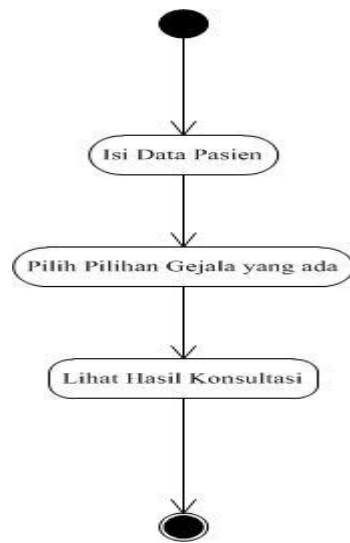 Isi Data Pasien
Pilih Pilihan Gejala yang ada
Lihat Hasil Konsultasi